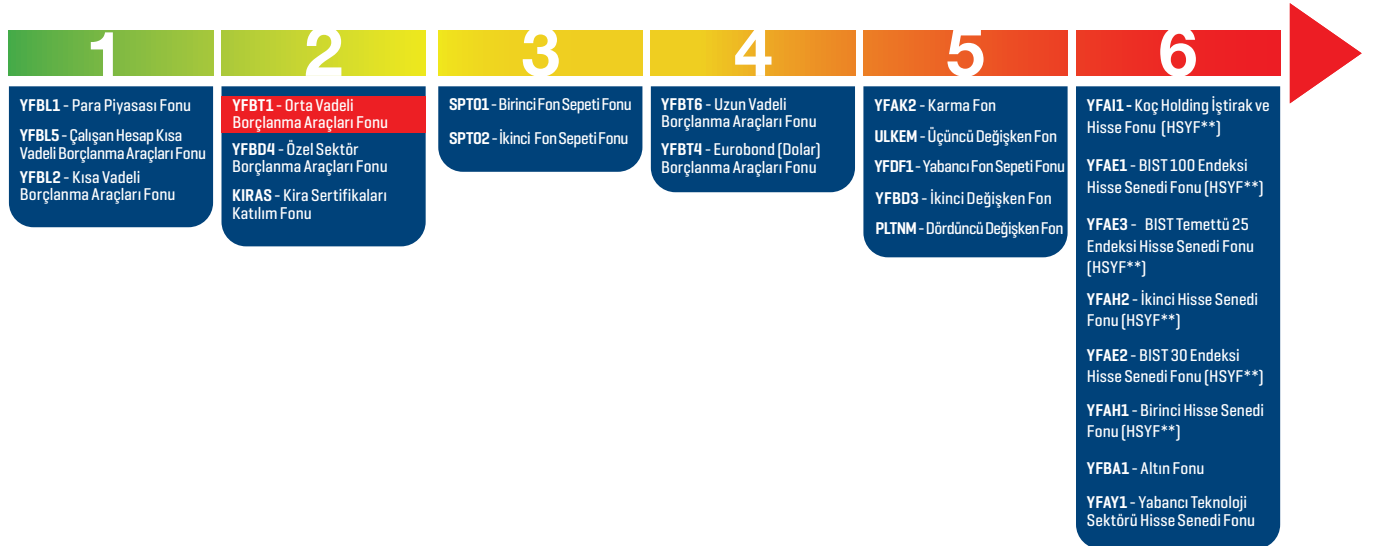 1
YFBL1 - Para Piyasası Fonu
YFBL5 - Çalışan Hesap Kısa
Vadeli Borçlanma Araçları Fonu
YFBL2 - Kısa Vadeli
Borçlanma Araçları Fonu
2
YFBT1 - Orta Vadeli
Borçlanma Araçları Fonu
YFBD4 - Özel Sektör
Borçlanma Araçları Fonu
KIRAS - Kira Sertifikaları
Katılım Fonu
3
SPT01 - Birinci Fon Sepeti Fonu
SPT02 - İkinci Fon Sepeti Fonu
4
YFBT6 - Uzun Vadeli
Borçlanma Araçları Fonu
YFBT4 - Eurobond (Dolar)
Borçlanma Araçları Fonu
5
YFAK2 - Karma Fon
ULKEM - Üçüncü Değişken Fon
YFDF1 - Yabancı Fon Sepeti Fonu
YFBD3 - İkinci Değişken Fon
PLTNM - Dördüncü Değişken Fon
6
YFAI1 - Koç Holding İştirak ve
Hisse Fonu (HSYF**)
YFAE1 - BIST 100 Endeksi
Hisse Senedi Fonu (HSYF**)
YFAE3 - BIST Temettü 25
Endeksi Hisse Senedi Fonu
(HSYF**)
YFAH2 - İkinci Hisse Senedi
Fonu (HSYF**)
YFAE2 - BIST 30 Endeksi
Hisse Senedi Fonu (HSYF**)
YFAH1 - Birinci Hisse Senedi
Fonu (HSYF**)
YFBA1 - Altın Fonu
YFAY1 - Yabancı Teknoloji
Sektörü Hisse Senedi Fonu